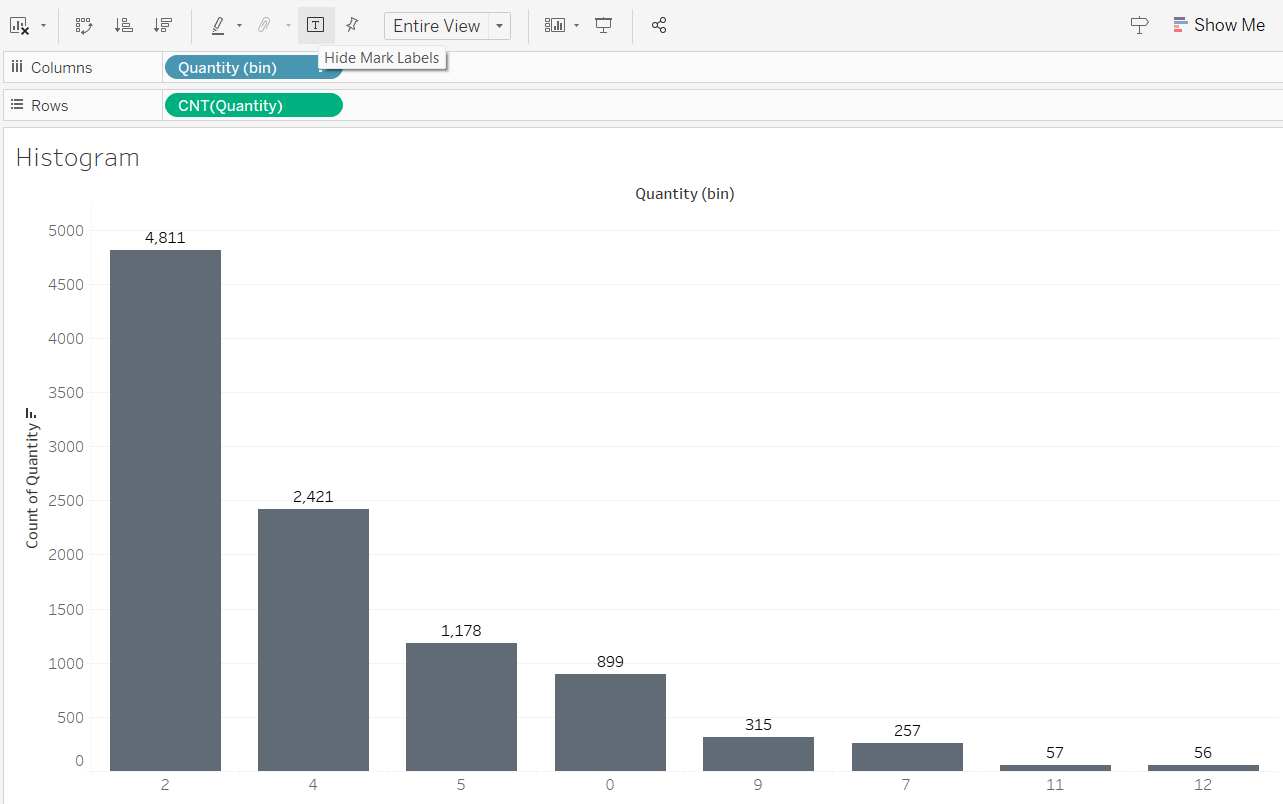 Entire View
Show Me
Hide Mark Labels
Columns
Quantity (bin)
Rows
CNT(Quantity)
Histogram
Quantity (bin)
Count of Quantity
5000
4500
4000
3500
3000
2500
2000
1500
1000
500
0
4,811
2,421
1,178
899
315
257
57
56
2 4 5 0 9 7 11 12